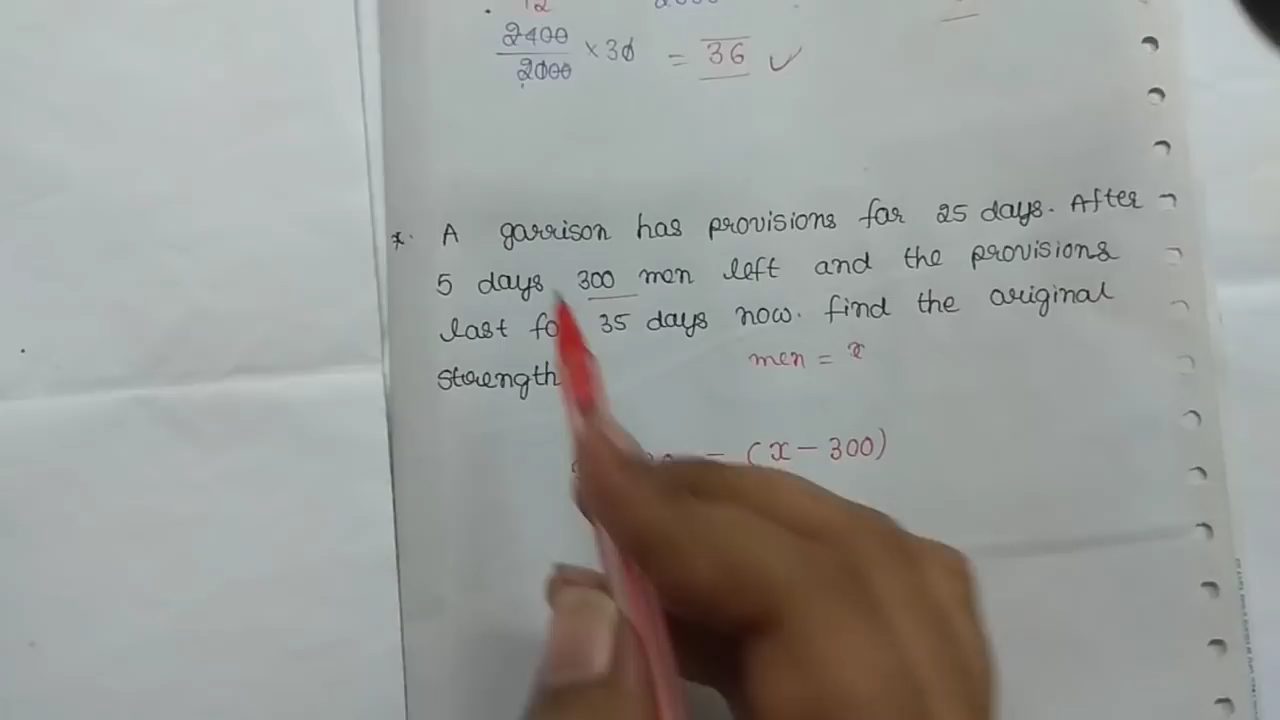 12
2400
2000 × 30 = 36 ✓
*. A garrison has provisions for 25 days. After
5 days 300 men left and the provisions
last for 35 days now. find the original
strength
men = x
= (x - 300)